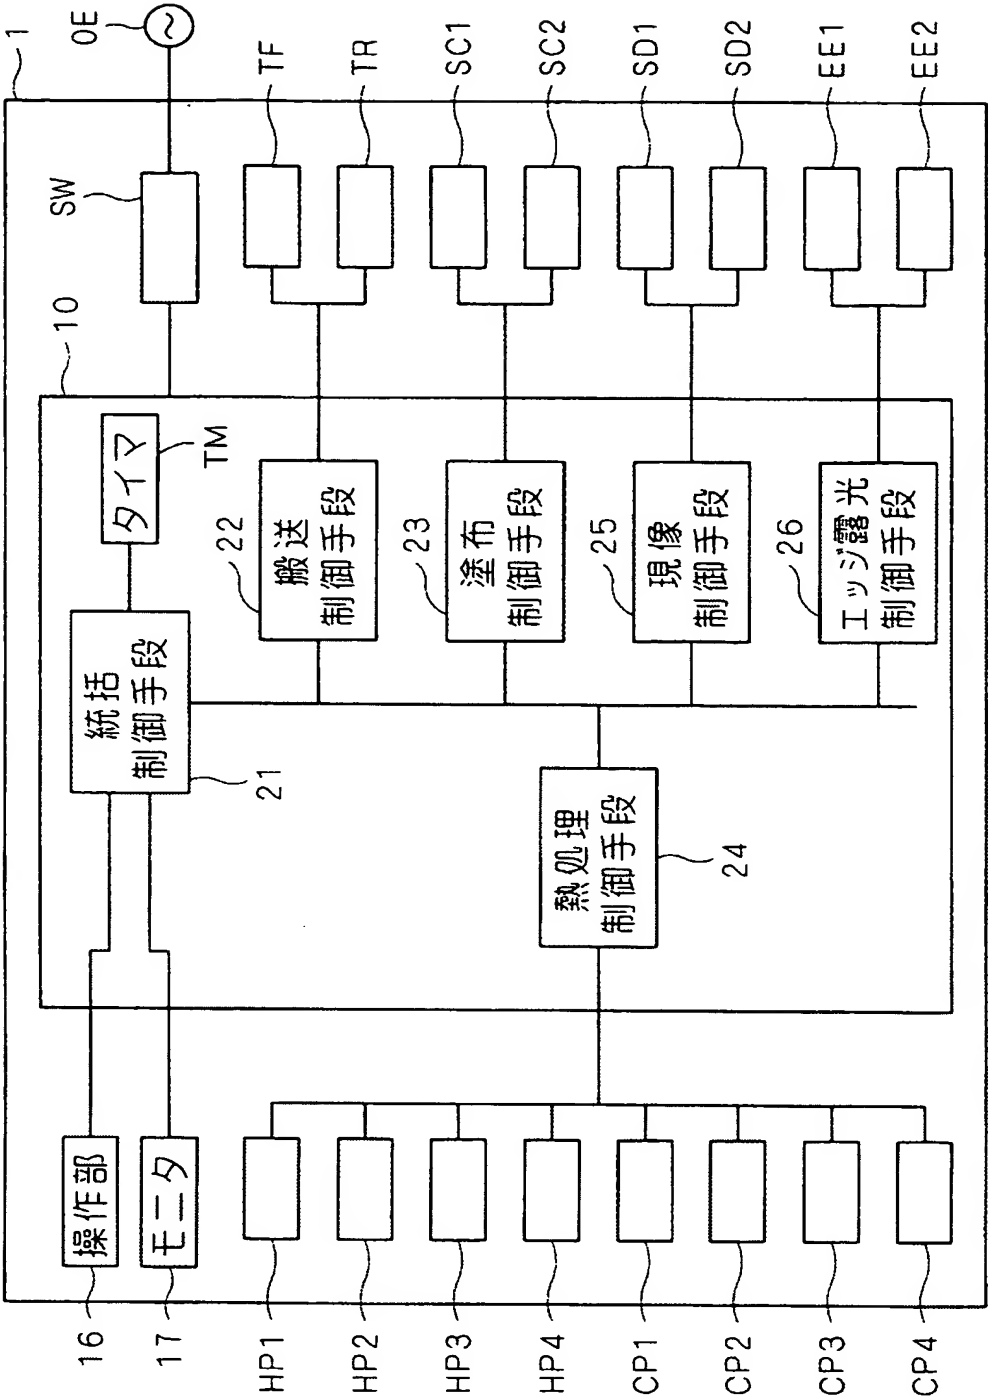 1
10
OE
SW
16
操作部
17
モニタ
統括
制御手段
21
タイマ
TM
22
搬送
制御手段
TF
TR
23
塗布
制御手段
SC1
SC2
24
熱処理
制御手段
25
現像
制御手段
SD1
SD2
26
エッジ露光
制御手段
EE1
EE2
HP1
HP2
HP3
HP4
CP1
CP2
CP3
CP4